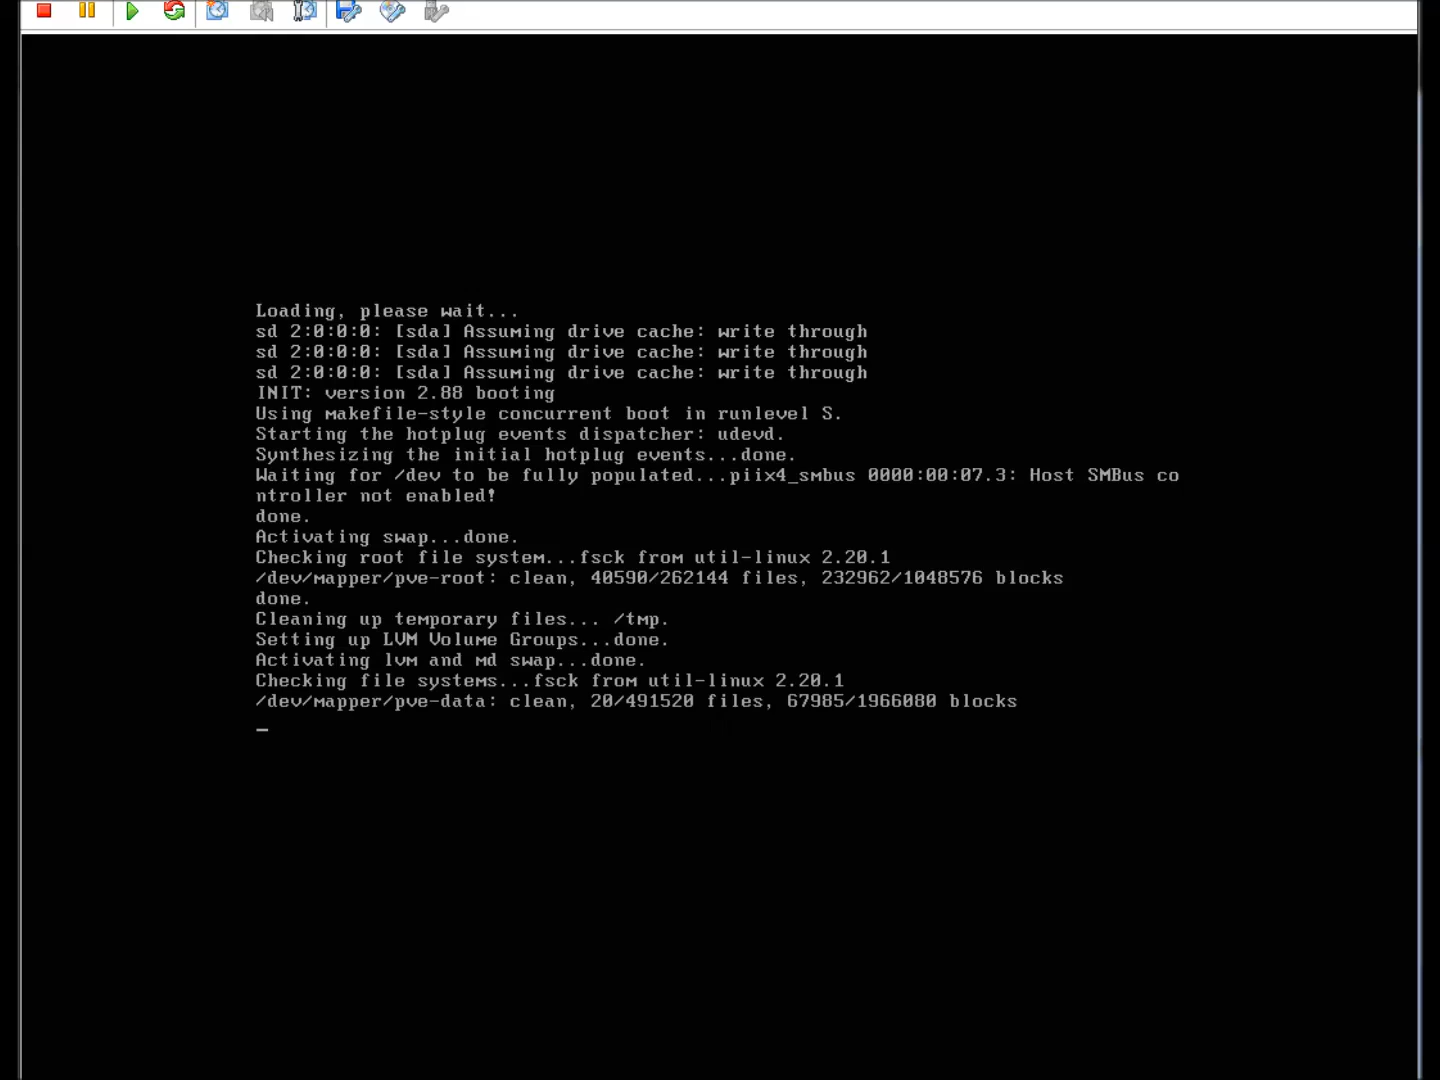 Loading, please wait...
sd 2:0:0:0: [sda] Assuming drive cache: write through
sd 2:0:0:0: [sda] Assuming drive cache: write through
sd 2:0:0:0: [sda] Assuming drive cache: write through
INIT: version 2.88 booting
Using makefile-style concurrent boot in runlevel S.
Starting the hotplug events dispatcher: udevd.
Synthesizing the initial hotplug events...done.
Waiting for /dev to be fully populated...piix4_smbus 0000:00:07.3: Host SMBus co
ntroller not enabled!
done.
Activating swap...done.
Checking root file system...fsck from util-linux 2.20.1
/dev/mapper/pve-root: clean, 40590/262144 files, 232962/1048576 blocks
done.
Cleaning up temporary files... /tmp.
Setting up LVM Volume Groups...done.
Activating lvm and md swap...done.
Checking file systems...fsck from util-linux 2.20.1
/dev/mapper/pve-data: clean, 20/491520 files, 67985/1966080 blocks
_